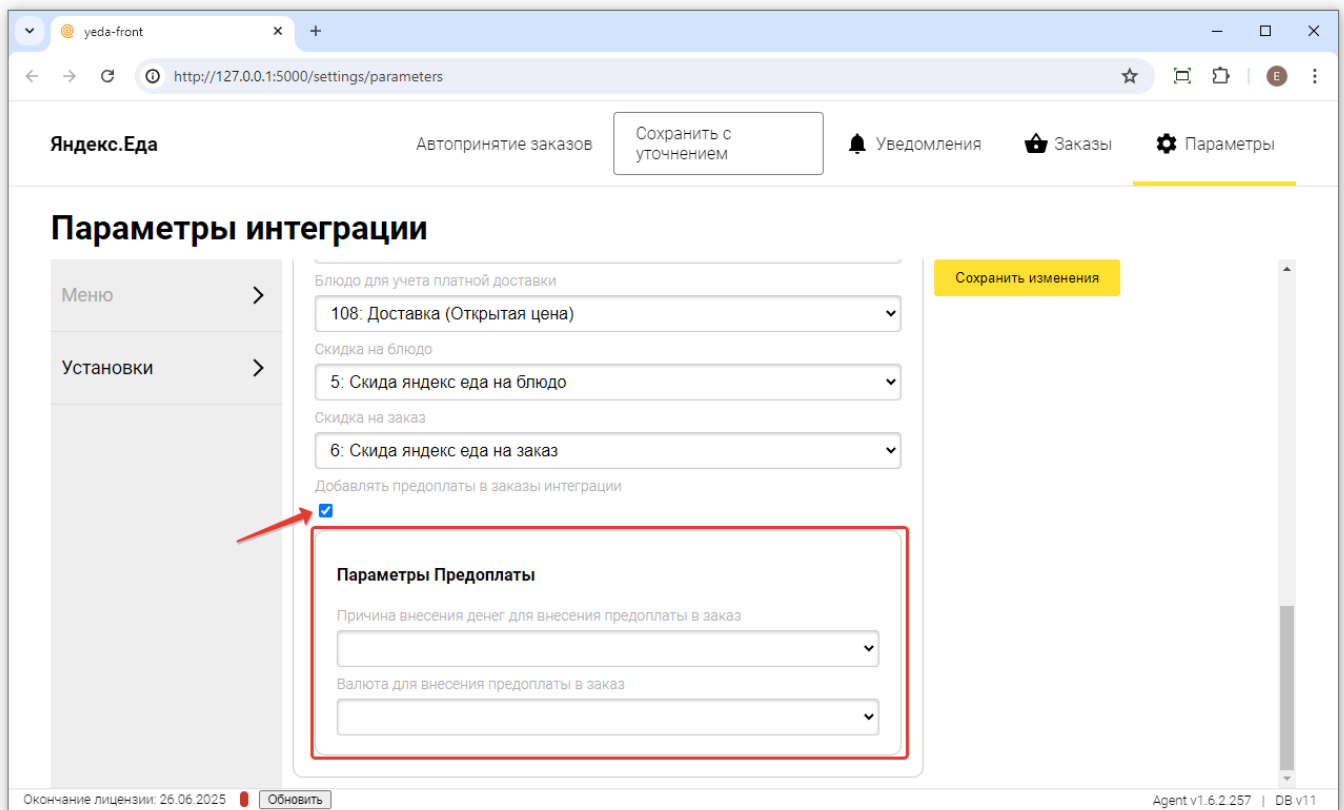 yeda-front
http://127.0.0.1:5000/settings/parameters
E
Яндекс.Еда
Автопринятие заказов
Сохранить с
уточнением
Уведомления
Заказы
Параметры
Параметры интеграции
Меню
Установки
Блюдо для учета платной доставки
108: Доставка (Открытая цена)
Скидка на блюдо
5: Скида яндекс еда на блюдо
Скидка на заказ
6: Скида яндекс еда на заказ
Добавлять предоплаты в заказы интеграции
Параметры Предоплаты
Причина внесения денег для внесения предоплаты в заказ
Валюта для внесения предоплаты в заказ
Сохранить изменения
Окончание лицензии: 26.06.2025
Обновить
Agent v1.6.2.257 | DB v11